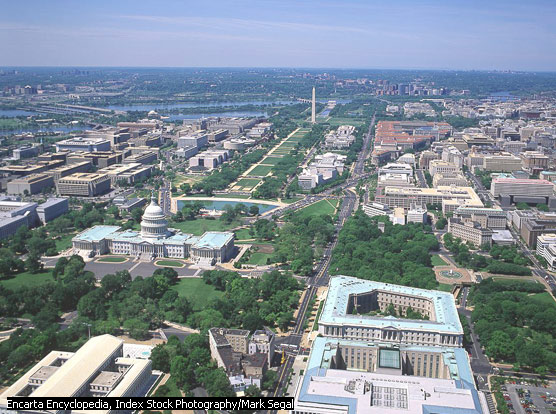 Encarta Encyclopedia, Index Stock Photography/Mark Segal